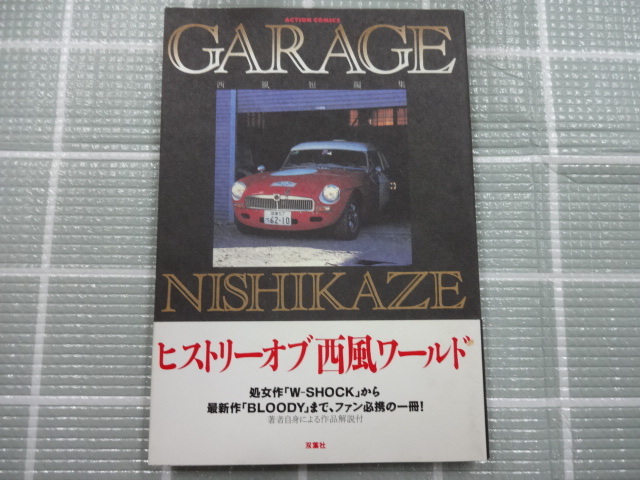 ACTION COMICS
GARAGE
西風短編集
62-10
NISHIKAZE
ヒストリーオブ西風ワールド
処女作「W-SHOCK」から
最新作「BLOODY」まで、ファン必携の一冊!
著者自身による作品解説付
双葉社